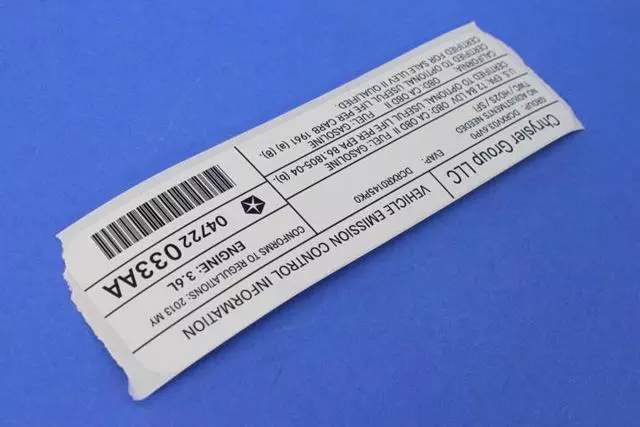 Chrysler Group LLC
VEHICLE EMISSION CONTROL INFORMATION
GROUP: DCRXV03.6VP0
EVAP: DCRXR0145PK0
CONFORMS TO REGULATIONS: 2013 MY
NO ADJUSTMENTS NEEDED
TWC / HO2S / SFI
ENGINE: 3.6L
U.S. EPA: T2 B4 LDV OBD: CA OBD II FUEL: GASOLINE
CERTIFIED TO OPTIONAL USEFUL LIFE PER EPA 86.1805-04 (b).
CALIFORNIA: OBD: CA OBD II FUEL: GASOLINE
CERTIFIED TO OPTIONAL USEFUL LIFE PER CARB 1961 (a) (8).
CERTIFIED FOR SALE ULEV II QUALIFIED.
04722033AA